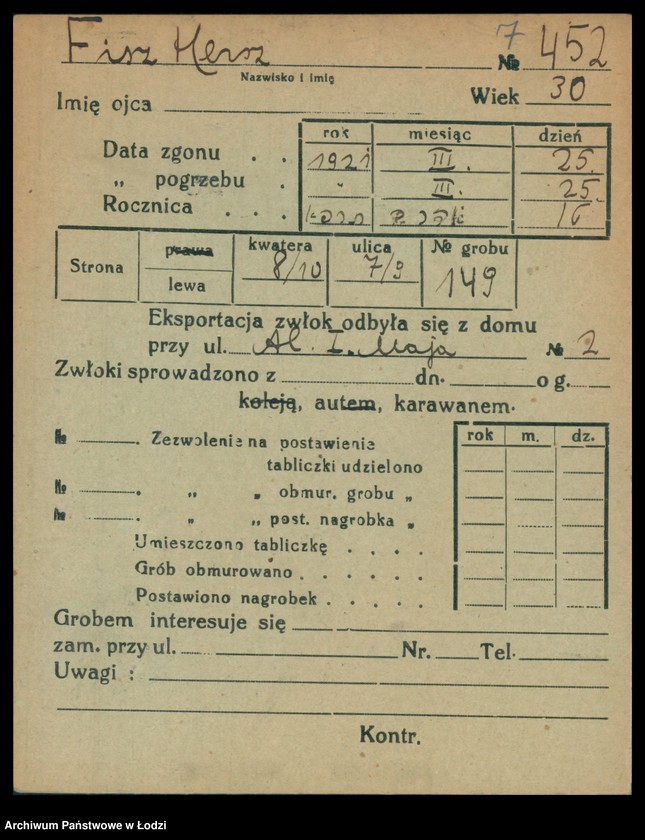 Fisz Hersz 7 № 452
Nazwisko i imię
Imię ojca Wiek 30
rok miesiąc dzień
Data zgonu . . 1921 III. 25.
„ pogrzebu . " III. 25
Rocznica . . . 16
Strona prawa kwatera 8/10 ulica 7/9 № grobu 149
lewa
Eksportacja zwłok odbyła się z domu
przy ul. Al. I. Maja № 2
Zwłoki sprowadzono z dn. o g.
koleją, autem, karawanem.
№ . Zezwolenie na postawienie rok m. dz.
tabliczki udzielono
№ . „ „ obmur. grobu „
№ . „ „ post. nagrobka „
Umieszczono tabliczkę . . . .
Grób obmurowano . . . . . .
Postawiono nagrobek . . . . .
Grobem interesuje się
zam. przy ul. Nr. Tel.
Uwagi :
Kontr.
Archiwum Państwowe w Łodzi